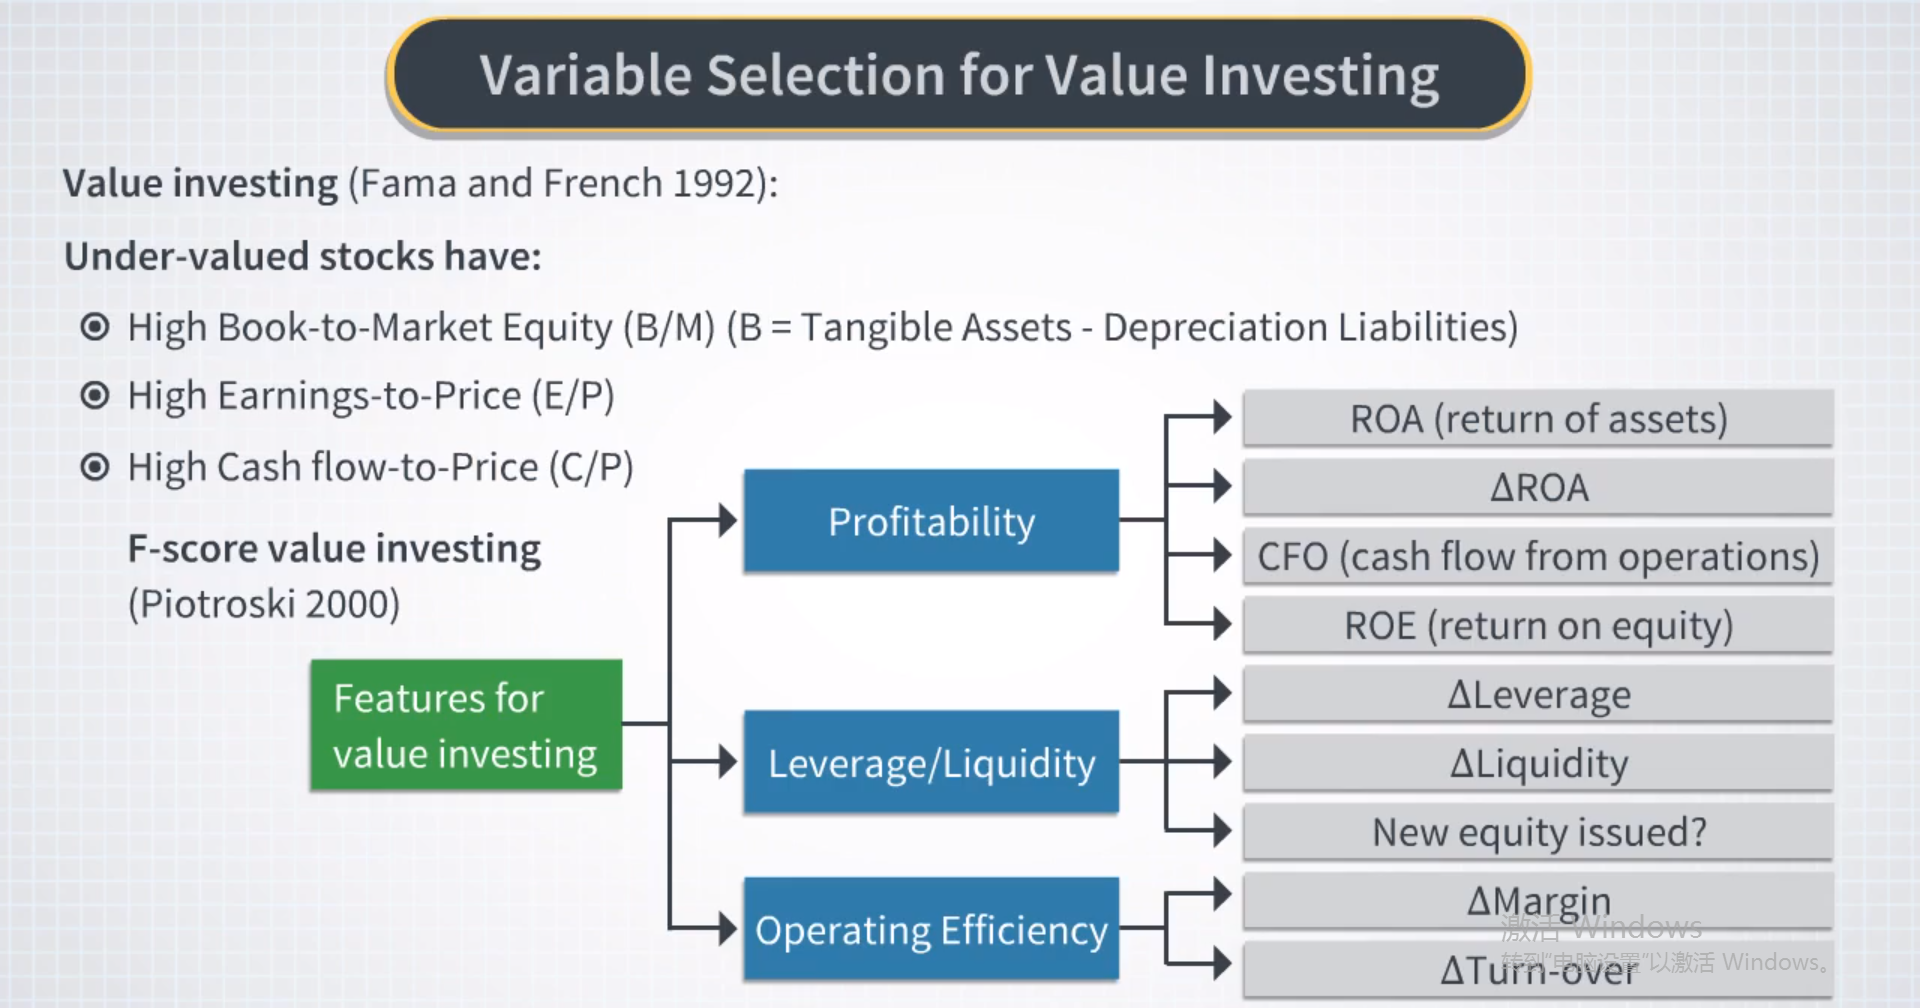 Variable Selection for Value Investing
Value investing (Fama and French 1992):
Under-valued stocks have:
High Book-to-Market Equity (B/M) (B = Tangible Assets - Depreciation Liabilities)
High Earnings-to-Price (E/P)
High Cash flow-to-Price (C/P)
F-score value investing
(Piotroski 2000)
Features for
value investing
Profitability
ROA (return of assets)
ΔROA
CFO (cash flow from operations)
ROE (return on equity)
Leverage/Liquidity
ΔLeverage
ΔLiquidity
New equity issued?
Operating Efficiency
ΔMargin
ΔTurn-over
激活 Windows
转到“电脑设置”以激活 Windows。